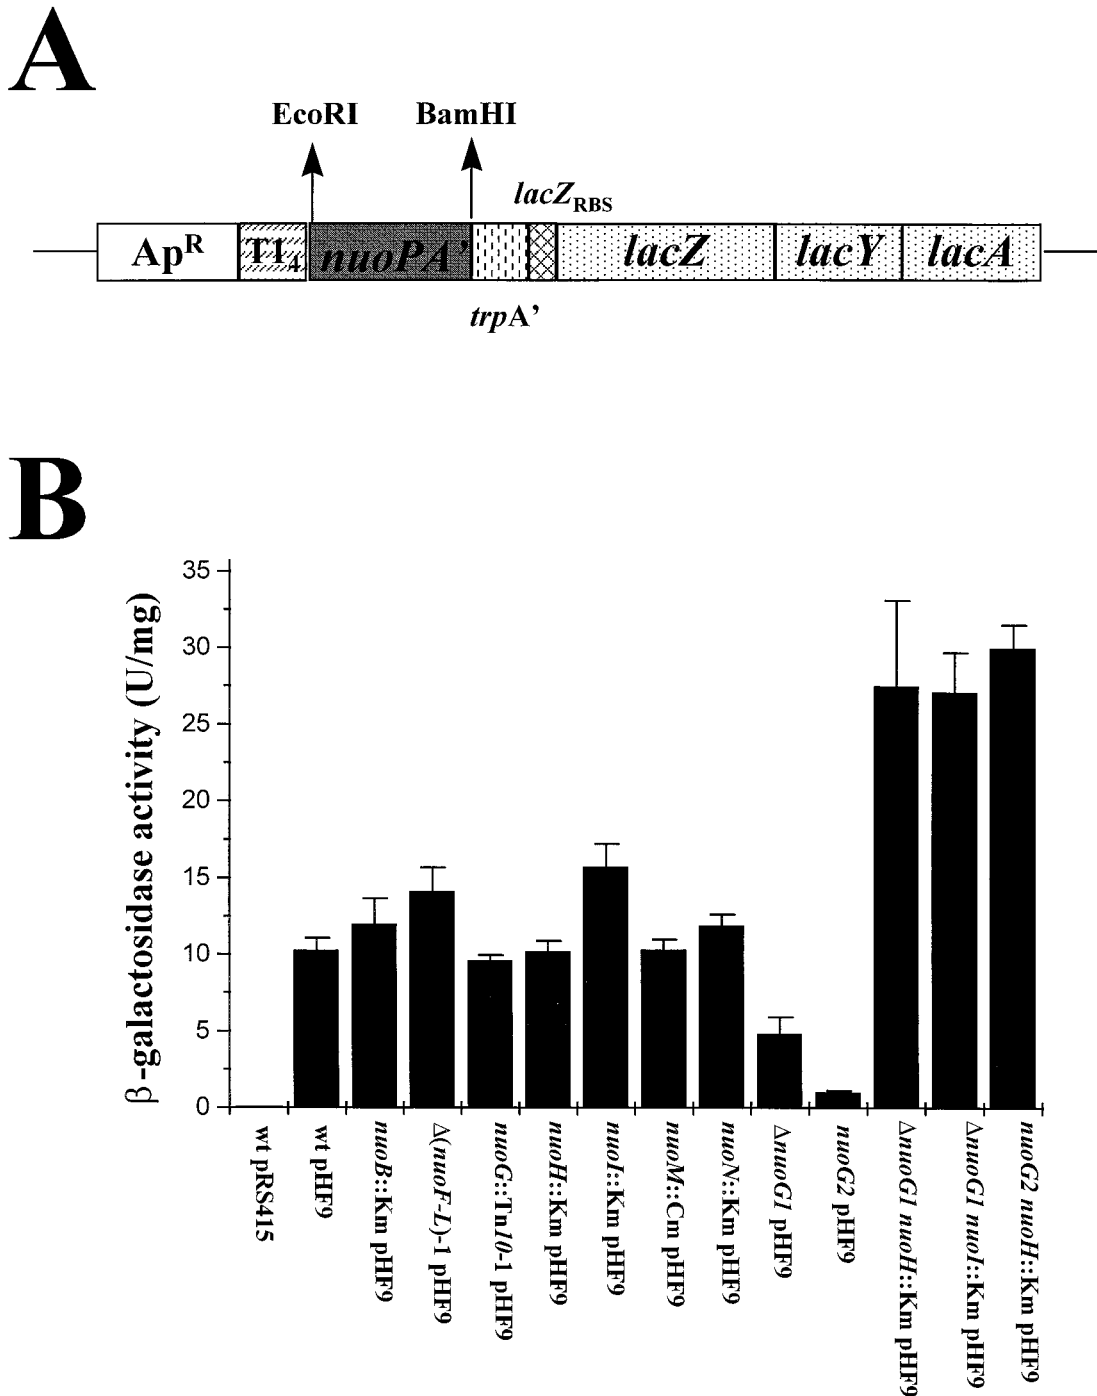 A
EcoRI BamHI
lacZRBS
ApR T14 nuoPA' lacZ lacY lacA
trpA'
B
β-galactosidase activity (U/mg)
35
30
25
20
15
10
5
0
wt pRS415
wt pHF9
nuoB::Km pHF9
Δ(nuoF-L)-1 pHF9
nuoG::Tn10-1 pHF9
nuoH::Km pHF9
nuoI::Km pHF9
nuoM::Cm pHF9
nuoN::Km pHF9
ΔnuoG1 pHF9
nuoG2 pHF9
ΔnuoG1 nuoH::Km pHF9
ΔnuoG1 nuoI::Km pHF9
nuoG2 nuoH::Km pHF9